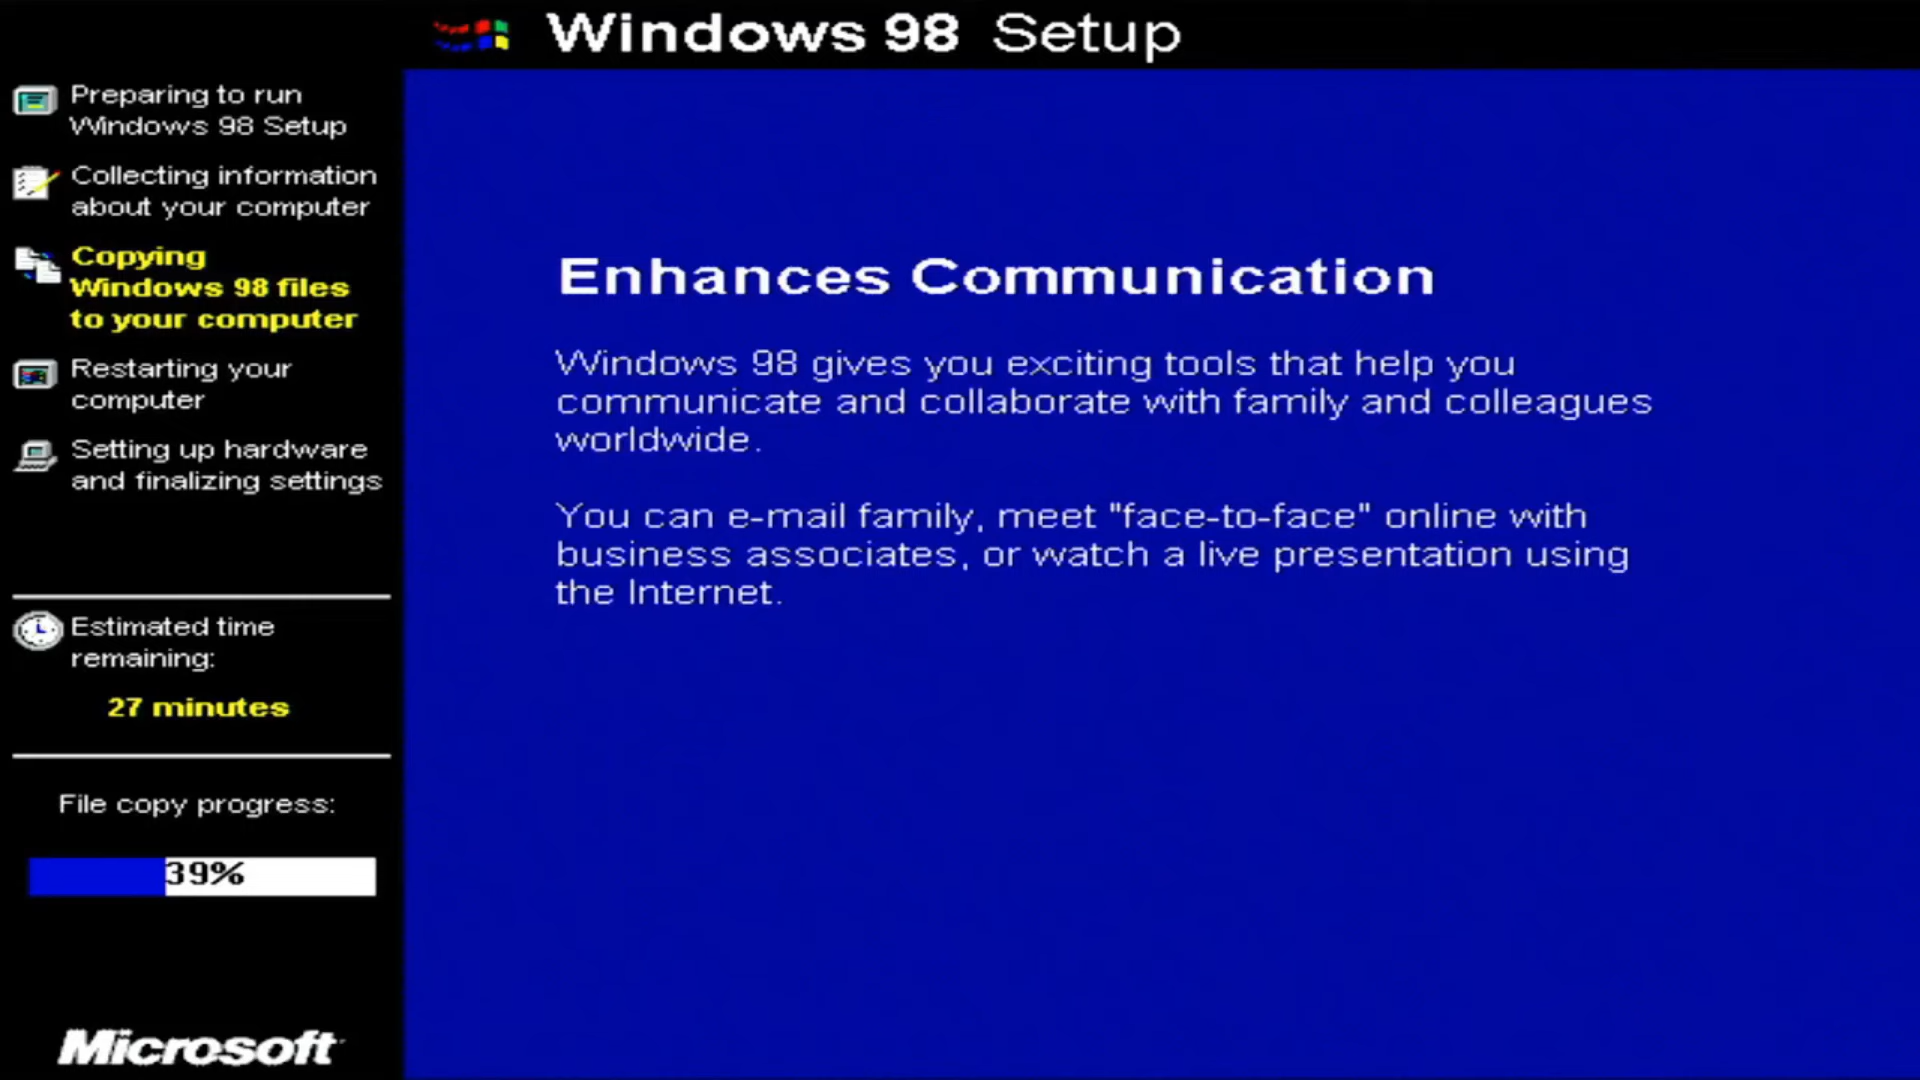 Windows 98 Setup
Preparing to run
Windows 98 Setup
Collecting information
about your computer
Copying
Windows 98 files
to your computer
Restarting your
computer
Setting up hardware
and finalizing settings
Estimated time
remaining:
27 minutes
File copy progress:
39%
Microsoft
Enhances Communication
Windows 98 gives you exciting tools that help you
communicate and collaborate with family and colleagues
worldwide.
You can e-mail family, meet "face-to-face" online with
business associates, or watch a live presentation using
the Internet.